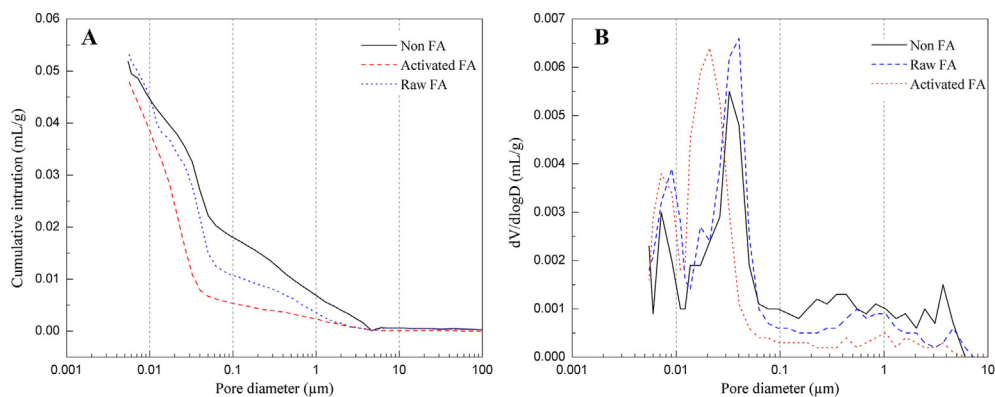 A
Non FA
Activated FA
Raw FA
Cumulative intrution (mL/g)
0.06
0.05
0.04
0.03
0.02
0.01
0.00
0.001
0.01
0.1
1
10
100
Pore diameter (µm)
B
Non FA
Raw FA
Activated FA
dV/dlogD (mL/g)
0.007
0.006
0.005
0.004
0.003
0.002
0.001
0.000
0.001
0.01
0.1
1
10
Pore diameter (µm)